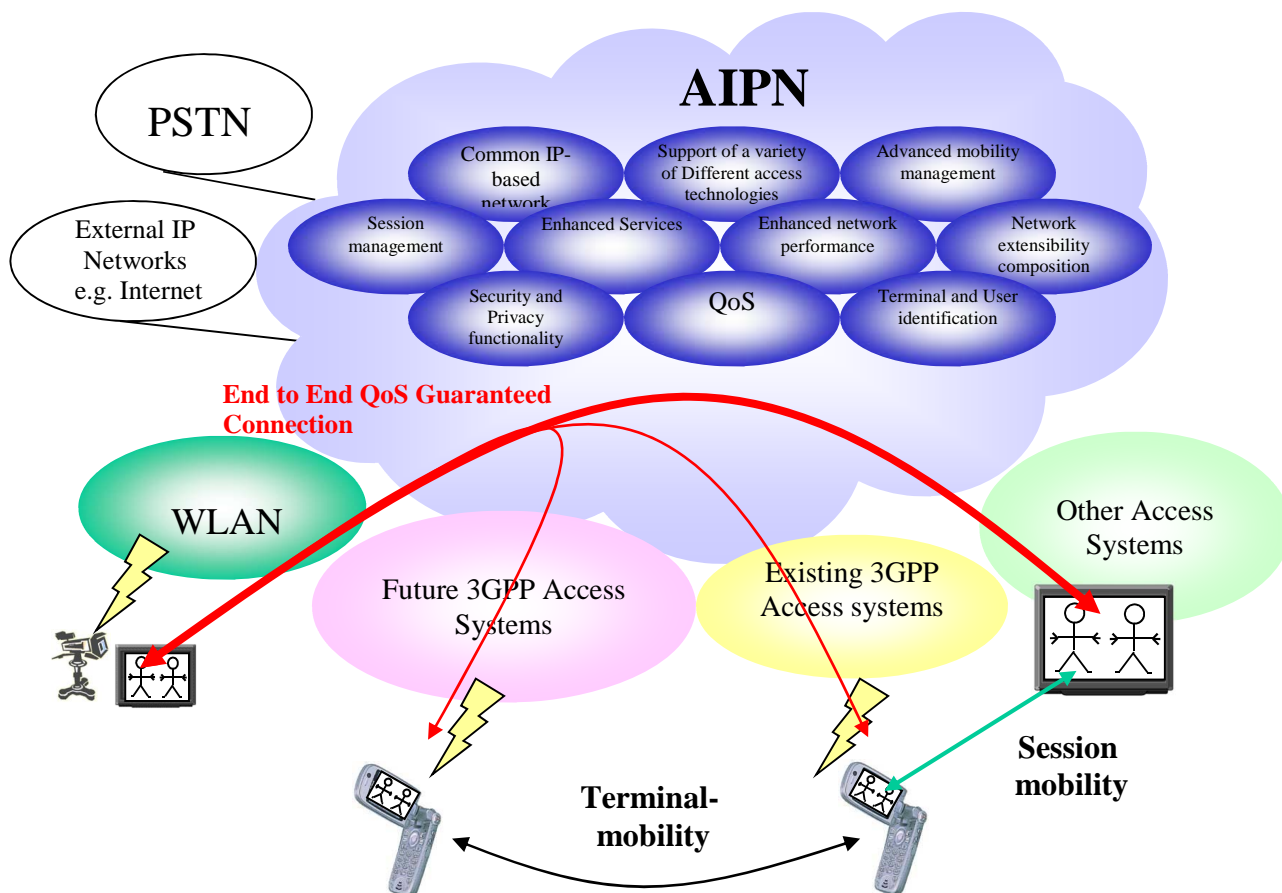 AIPN
PSTN
Common IP-
based
network
Support of a variety
of Different access
technologies
Advanced mobility
management
Session
management
Enhanced Services
Enhanced network
performance
Network
extensibility
composition
External IP
Networks
e.g. Internet
Security and
Privacy
functionality
QoS
Terminal and User
identification
End to End QoS Guaranteed
Connection
WLAN
Future 3GPP Access
Systems
Existing 3GPP
Access systems
Other Access
Systems
Session
mobility
Terminal-
mobility